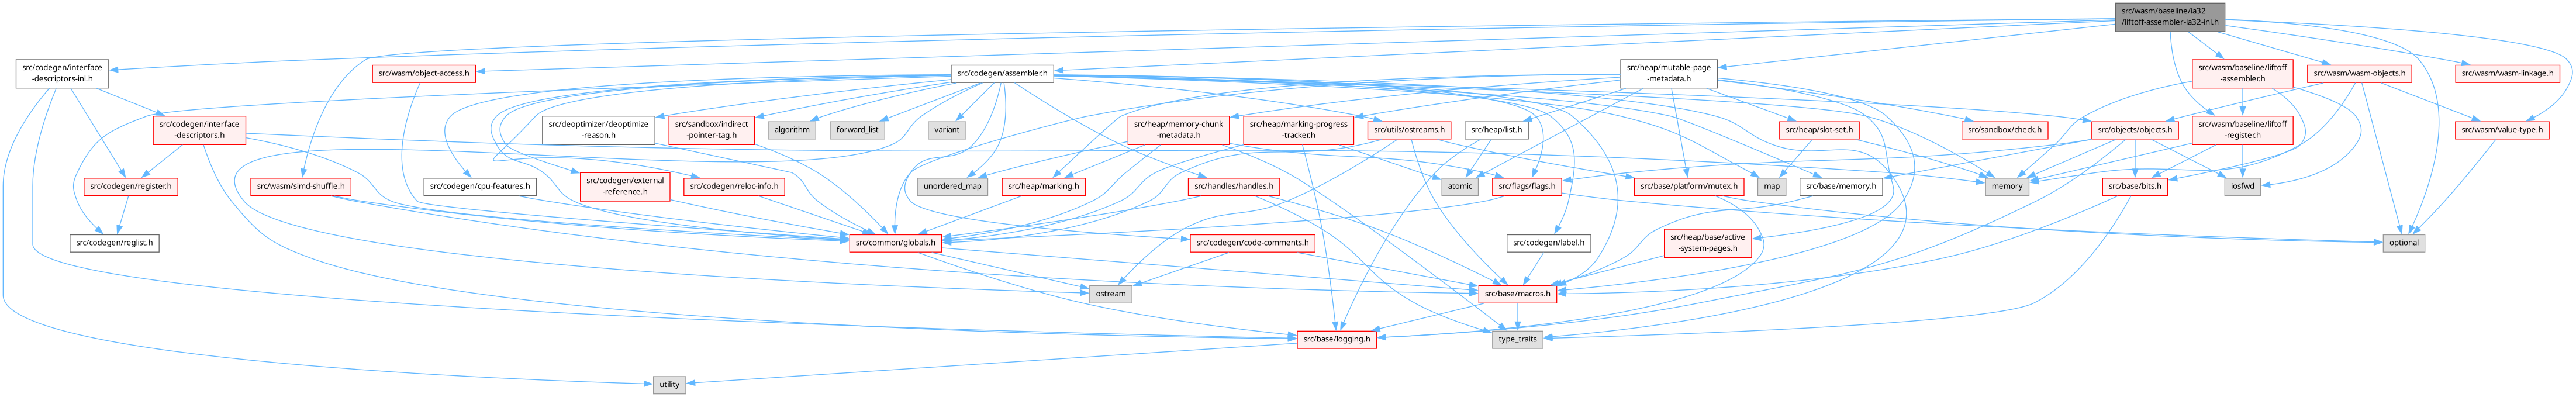 src/wasm/baseline/ia32
/liftoff-assembler-ia32-inl.h
src/codegen/interface
-descriptors-inl.h
src/wasm/object-access.h
src/codegen/assembler.h
src/heap/mutable-page
-metadata.h
src/wasm/baseline/liftoff
-assembler.h
src/wasm/wasm-objects.h
src/wasm/wasm-linkage.h
src/codegen/interface
-descriptors.h
src/deoptimizer/deoptimize
-reason.h
src/sandbox/indirect
-pointer-tag.h
algorithm
forward_list
variant
src/heap/memory-chunk
-metadata.h
src/heap/marking-progress
-tracker.h
src/utils/ostreams.h
src/heap/list.h
src/heap/slot-set.h
src/sandbox/check.h
src/objects/objects.h
src/wasm/baseline/liftoff
-register.h
src/wasm/value-type.h
src/codegen/register.h
src/wasm/simd-shuffle.h
src/codegen/cpu-features.h
src/codegen/external
-reference.h
src/codegen/reloc-info.h
unordered_map
src/heap/marking.h
src/handles/handles.h
atomic
src/flags/flags.h
src/base/platform/mutex.h
map
src/base/memory.h
memory
src/base/bits.h
iosfwd
src/codegen/reglist.h
src/common/globals.h
src/codegen/code-comments.h
src/codegen/label.h
src/heap/base/active
-system-pages.h
optional
ostream
src/base/macros.h
src/base/logging.h
type_traits
utility